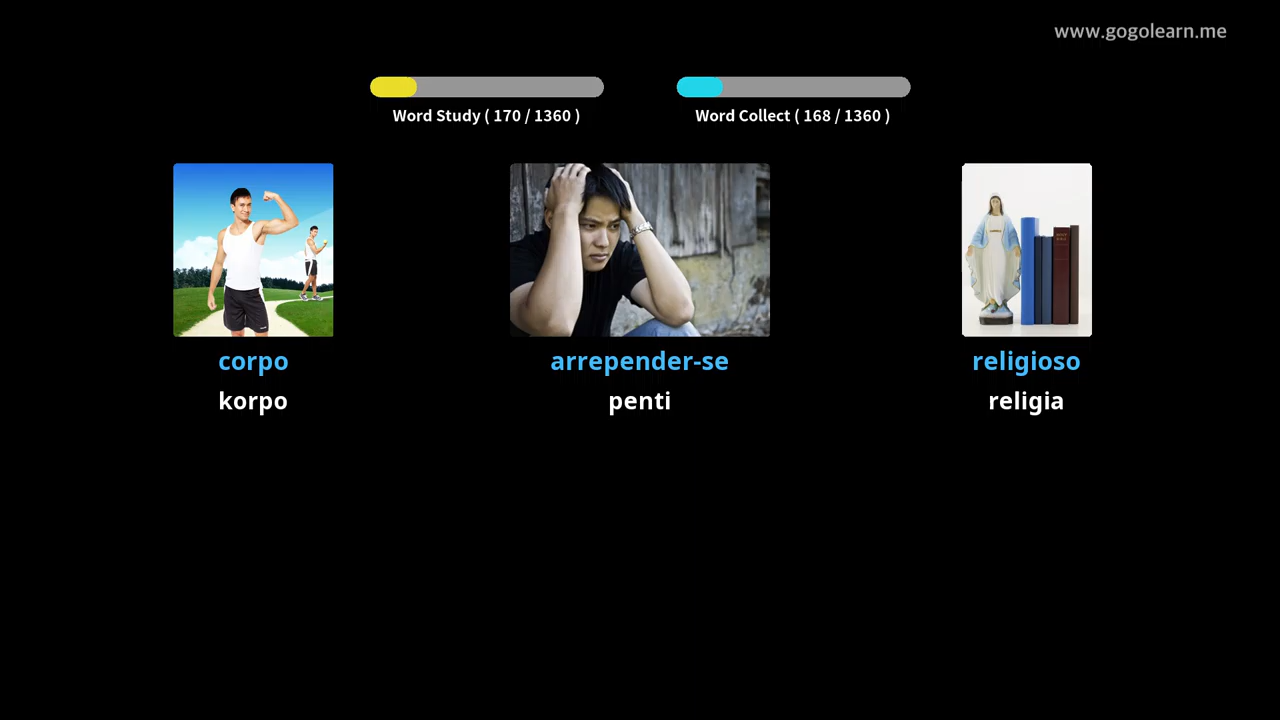 www.gogolearn.me
Word Study ( 170 / 1360 )
Word Collect ( 168 / 1360 )
corpo
arrepender-se
religioso
korpo
penti
religia